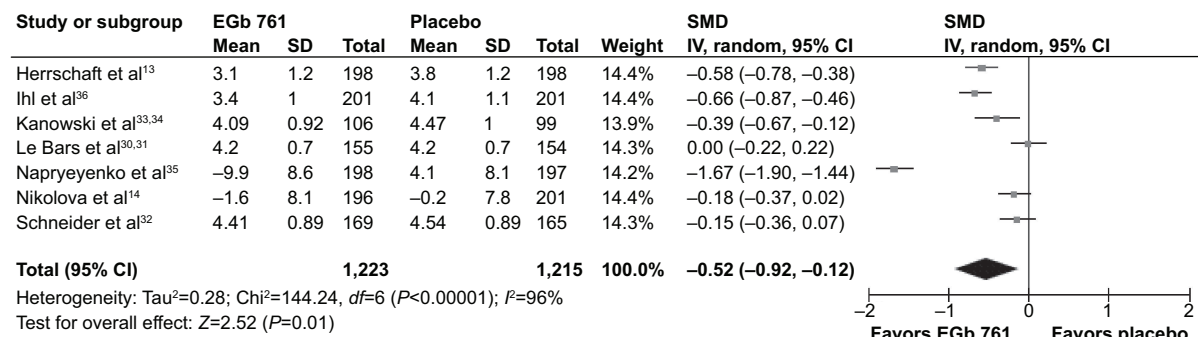 Study or subgroup EGb 761 Placebo SMD SMD
Mean SD Total Mean SD Total Weight IV, random, 95% CI IV, random, 95% CI
Herrschaft et al¹³ 3.1 1.2 198 3.8 1.2 198 14.4% –0.58 (–0.78, –0.38)
Ihl et al³⁶ 3.4 1 201 4.1 1.1 201 14.4% –0.66 (–0.87, –0.46)
Kanowski et al³³,³⁴ 4.09 0.92 106 4.47 1 99 13.9% –0.39 (–0.67, –0.12)
Le Bars et al³⁰,³¹ 4.2 0.7 155 4.2 0.7 154 14.3% 0.00 (–0.22, 0.22)
Napryeyenko et al³⁵ –9.9 8.6 198 4.1 8.1 197 14.2% –1.67 (–1.90, –1.44)
Nikolova et al¹⁴ –1.6 8.1 196 –0.2 7.8 201 14.4% –0.18 (–0.37, 0.02)
Schneider et al³² 4.41 0.89 169 4.54 0.89 165 14.3% –0.15 (–0.36, 0.07)
Total (95% CI) 1,223 1,215 100.0% –0.52 (–0.92, –0.12)
Heterogeneity: Tau²=0.28; Chi²=144.24, df=6 (P<0.00001); I²=96%
Test for overall effect: Z=2.52 (P=0.01)
–2 –1 0 1 2
Favors EGb 761 Favors placebo